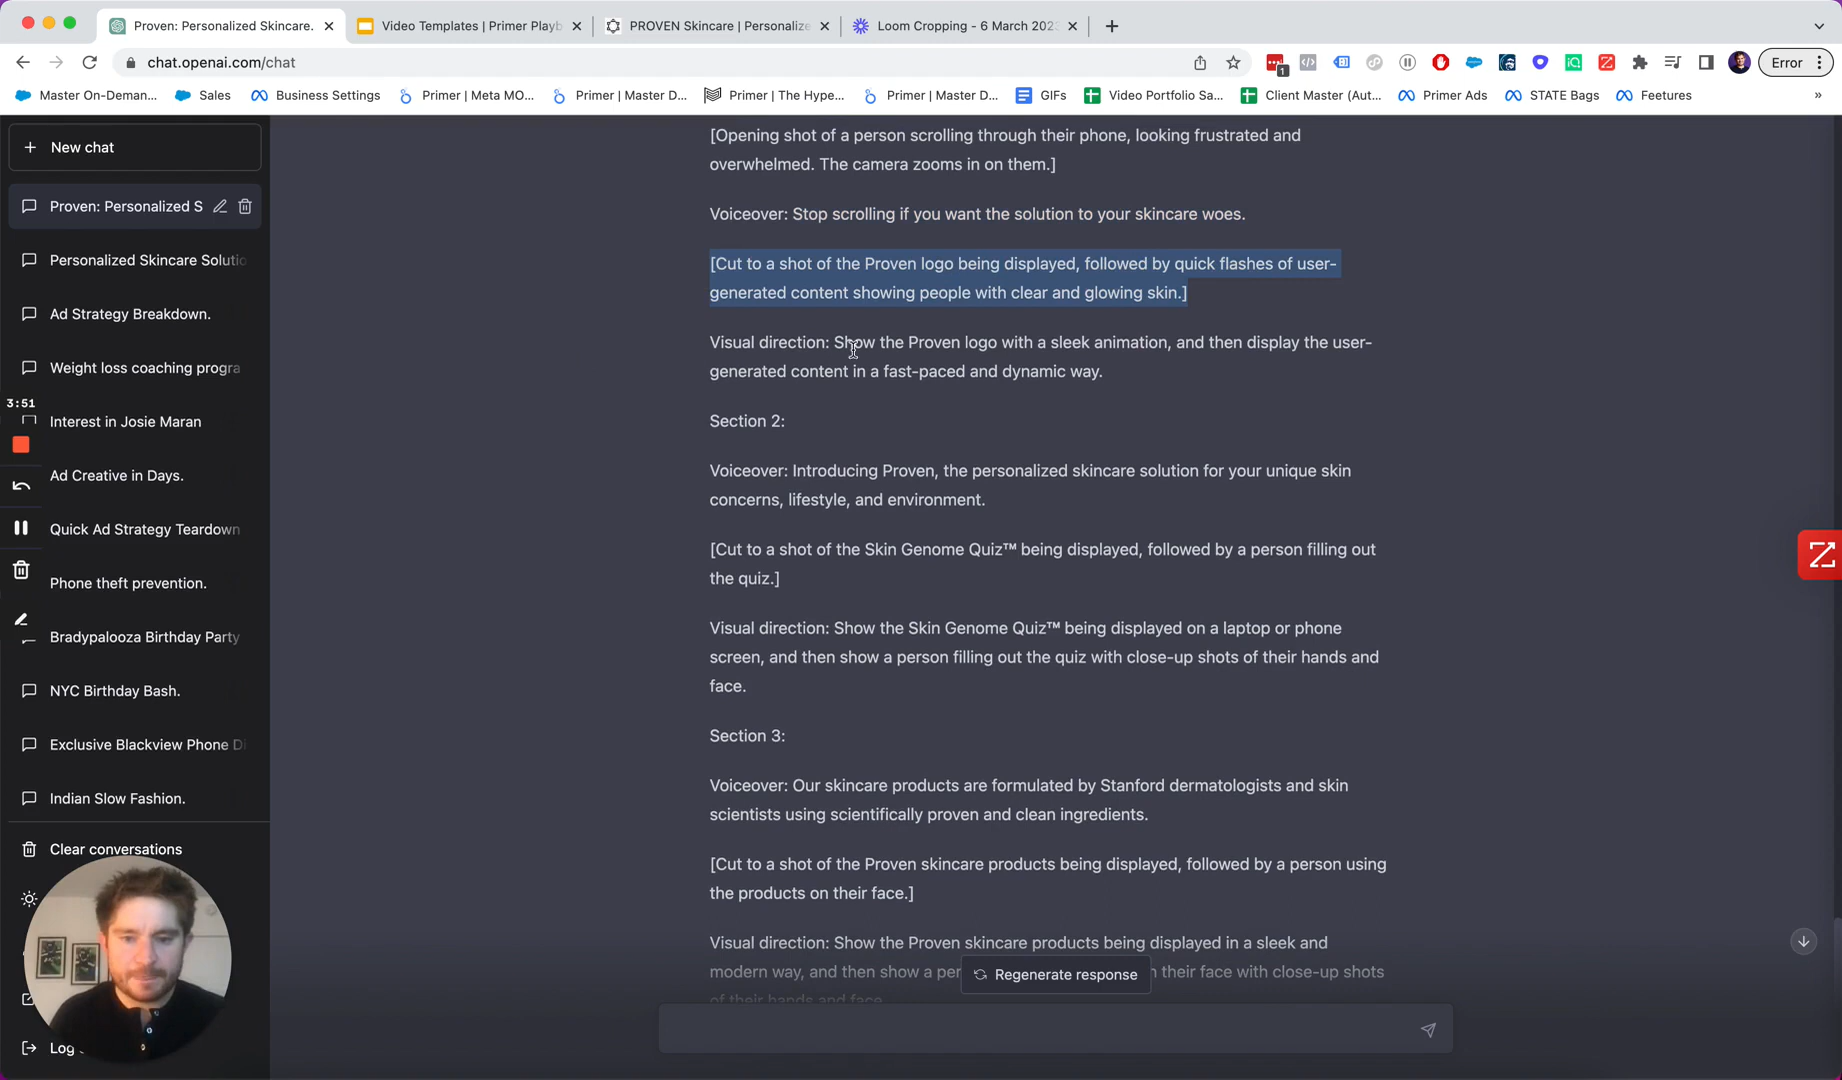 Proven: Personalized Skincare.
Video Templates | Primer Playb
PROVEN Skincare | Personalize
Loom Cropping - 6 March 2023
chat.openai.com/chat
1
Error
Master On-Deman...
Sales
Business Settings
Primer | Meta MO...
Primer | Master D...
Primer | The Hype...
Primer | Master D...
GIFs
Video Portfolio Sa...
Client Master (Aut...
Primer Ads
STATE Bags
Feetures
»
New chat
Proven: Personalized S
Personalized Skincare Solutio
Ad Strategy Breakdown.
Weight loss coaching progra
3:51
Interest in Josie Maran
Ad Creative in Days.
Quick Ad Strategy Teardown
Phone theft prevention.
Bradypalooza Birthday Party
NYC Birthday Bash.
Exclusive Blackview Phone D
Indian Slow Fashion.
Clear conversations
Log
[Opening shot of a person scrolling through their phone, looking frustrated and
overwhelmed. The camera zooms in on them.]
Voiceover: Stop scrolling if you want the solution to your skincare woes.
[Cut to a shot of the Proven logo being displayed, followed by quick flashes of user-
generated content showing people with clear and glowing skin.]
Visual direction: Show the Proven logo with a sleek animation, and then display the user-
generated content in a fast-paced and dynamic way.
Section 2:
Voiceover: Introducing Proven, the personalized skincare solution for your unique skin
concerns, lifestyle, and environment.
[Cut to a shot of the Skin Genome Quiz™ being displayed, followed by a person filling out
the quiz.]
Visual direction: Show the Skin Genome Quiz™ being displayed on a laptop or phone
screen, and then show a person filling out the quiz with close-up shots of their hands and
face.
Section 3:
Voiceover: Our skincare products are formulated by Stanford dermatologists and skin
scientists using scientifically proven and clean ingredients.
[Cut to a shot of the Proven skincare products being displayed, followed by a person using
the products on their face.]
Visual direction: Show the Proven skincare products being displayed in a sleek and
modern way, and then show a per
their face with close-up shots
of their hands and face
Regenerate response